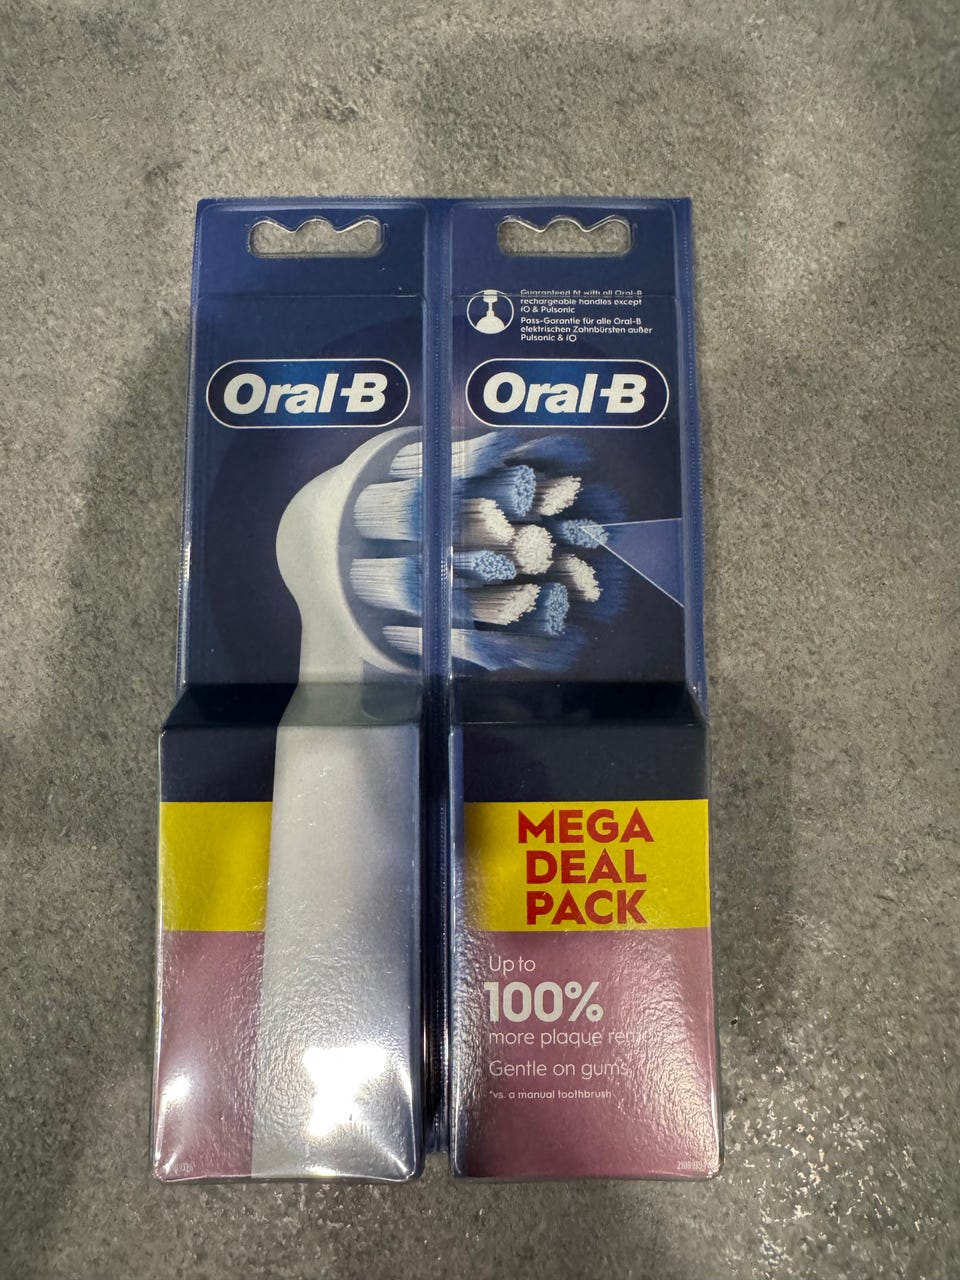 Guaranteed fit with all Oral-B
rechargeable handles except
iO & Pulsonic
Pass-Garantie für alle Oral-B
elektrischen Zahnbürsten außer
Pulsonic & iO
Oral-B
Oral-B
MEGA
DEAL
PACK
Up to
100%
more plaque
Gentle on gums
*vs. a manual toothbrush